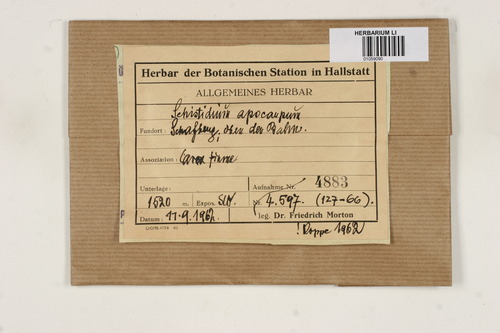 HERBARIUM LI
01059090
Herbar der Botanischen Station in Hallstatt
ALLGEMEINES HERBAR
Schistidium apocarpum
Fundort: Schafberg, oben der Bahn.
Assoziation: Carex firma
Unterlage: Aufnahme Nr. 4883
1520 m. Expos. SW. Nr. 4.597. (127-66).
Datum: 11.9.1962 leg. Dr. Friedrich Morton
! Poppe 1962